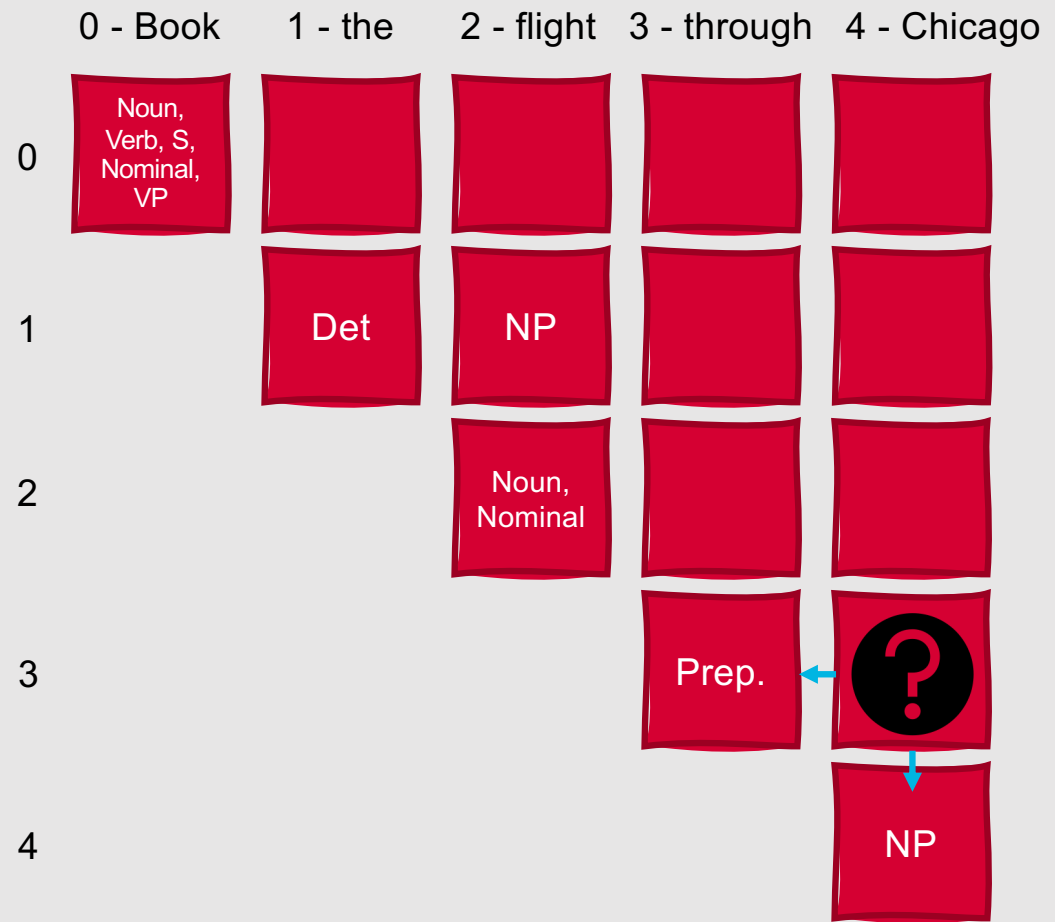 0 - Book 1 - the 2 - flight 3 - through 4 - Chicago
0
Noun,
Verb, S,
Nominal,
VP
1
Det
NP
2
Noun,
Nominal
3
Prep.
?
4
NP